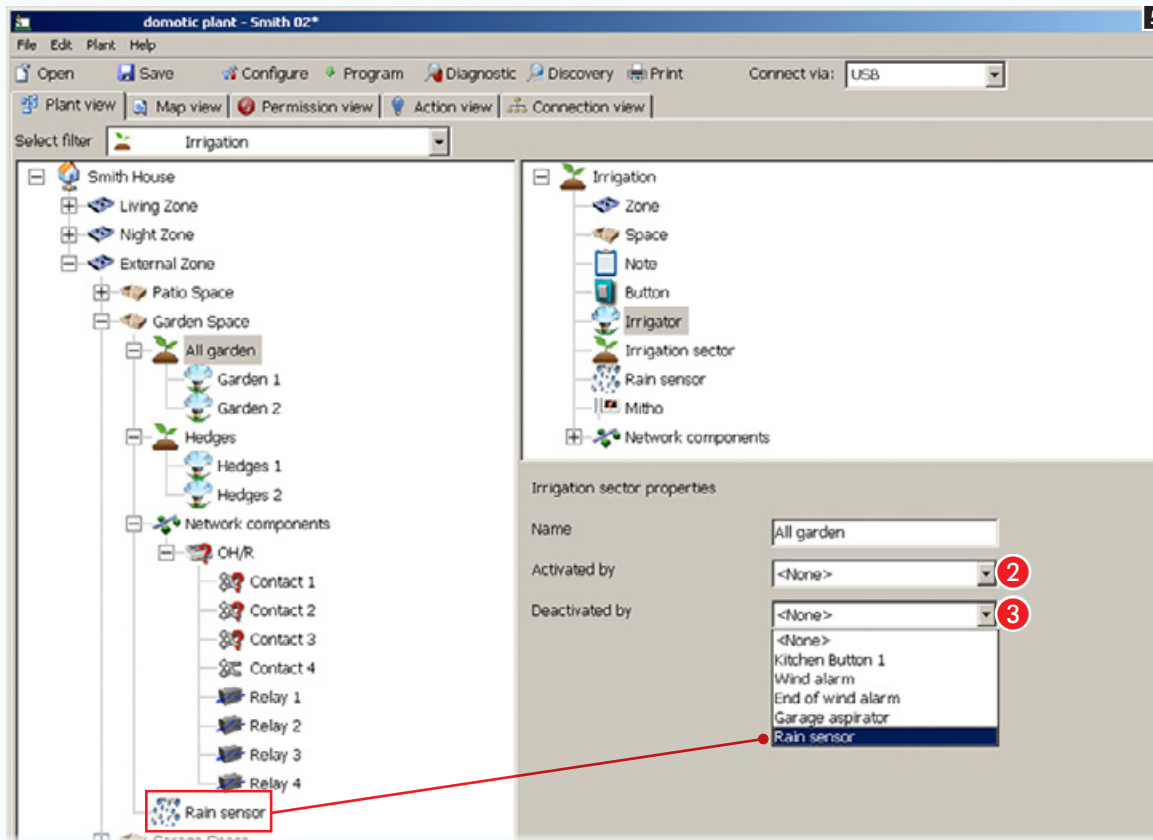 domotic plant - Smith 02*
File Edit Plant Help
Open Save Configure Program Diagnostic Discovery Print Connect via: USB
Plant view Map view Permission view Action view Connection view
Select filter Irrigation
Smith House
Living Zone
Night Zone
External Zone
Patio Space
Garden Space
All garden
Garden 1
Garden 2
Hedges
Hedges 1
Hedges 2
Network components
OH/R
Contact 1
Contact 2
Contact 3
Contact 4
Relay 1
Relay 2
Relay 3
Relay 4
Rain sensor
Garage Space
Irrigation
Zone
Space
Note
Button
Irrigator
Irrigation sector
Rain sensor
Mitho
Network components
Irrigation sector properties
Name All garden
Activated by <None> 2
Deactivated by <None> 3
<None>
Kitchen Button 1
Wind alarm
End of wind alarm
Garage aspirator
Rain sensor